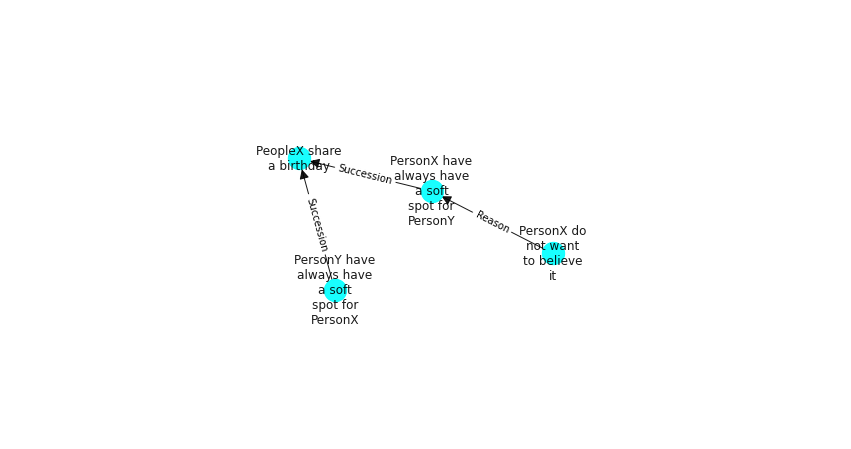 PeopleX share
a birthday
Succession
PersonX have
always have
a soft
spot for
PersonY
Reason
PersonX do
not want
to believe
it
Succession
PersonY have
always have
a soft
spot for
PersonX